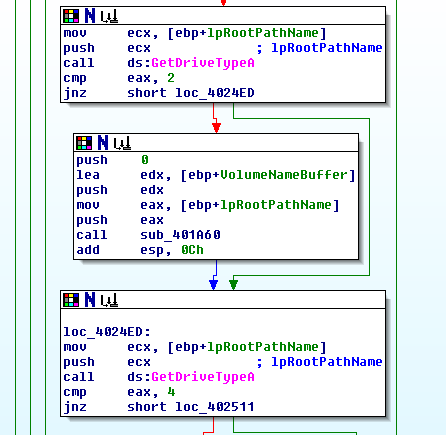 mov ecx, [ebp+lpRootPathName]
push ecx ; lpRootPathName
call ds:GetDriveTypeA
cmp eax, 2
jnz short loc_4024ED
push 0
lea edx, [ebp+VolumeNameBuffer]
push edx
mov eax, [ebp+lpRootPathName]
push eax
call sub_401A60
add esp, 0Ch
loc_4024ED:
mov ecx, [ebp+lpRootPathName]
push ecx ; lpRootPathName
call ds:GetDriveTypeA
cmp eax, 4
jnz short loc_402511